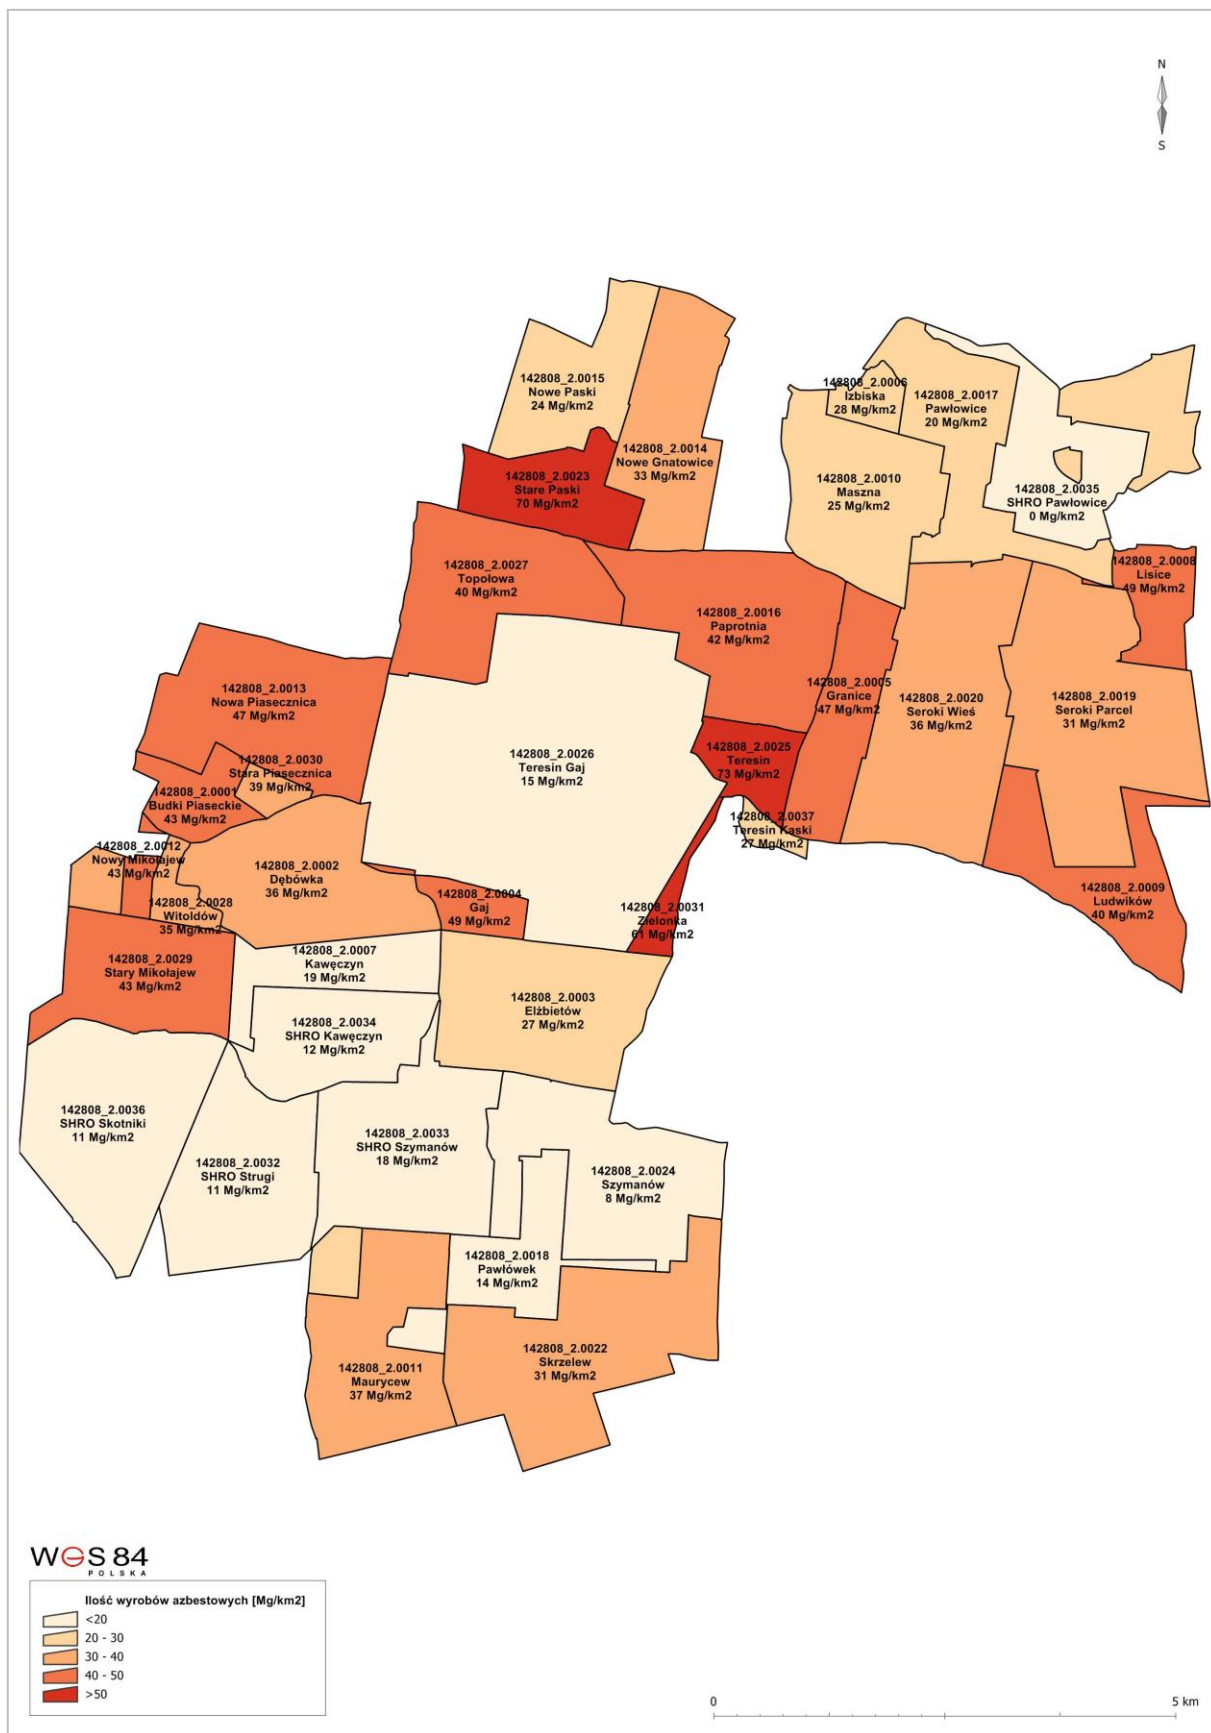 N
S
142808_2.0015
Nowe Paski
24 Mg/km2
142808_2.0014
Nowe Gnatowice
33 Mg/km2
142808_2.0023
Stare Paski
70 Mg/km2
142808_2.0006
Izbiska
28 Mg/km2
142808_2.0017
Pawłowice
20 Mg/km2
142808_2.0010
Maszna
25 Mg/km2
142808_2.0035
SHRO Pawłowice
0 Mg/km2
142808_2.0027
Topołowa
40 Mg/km2
142808_2.0008
Lisice
49 Mg/km2
142808_2.0016
Paprotnia
42 Mg/km2
142808_2.0013
Nowa Piasecznica
47 Mg/km2
142808_2.0005
Granice
47 Mg/km2
142808_2.0020
Seroki Wieś
36 Mg/km2
142808_2.0019
Seroki Parcel
31 Mg/km2
142808_2.0030
Stara Piasecznica
39 Mg/km2
142808_2.0026
Teresin Gaj
15 Mg/km2
142808_2.0025
Teresin
73 Mg/km2
142808_2.0001
Budki Piaseckie
43 Mg/km2
142808_2.0037
Teresin Kaski
27 Mg/km2
142808_2.0012
Nowy Mikołajew
43 Mg/km2
142808_2.0002
Dębówka
36 Mg/km2
142808_2.0028
Witoldów
35 Mg/km2
142808_2.0004
Gaj
49 Mg/km2
142808_2.0031
Zielonka
61 Mg/km2
142808_2.0009
Ludwików
40 Mg/km2
142808_2.0029
Stary Mikołajew
43 Mg/km2
142808_2.0007
Kawęczyn
19 Mg/km2
142808_2.0003
Elżbietów
27 Mg/km2
142808_2.0034
SHRO Kawęczyn
12 Mg/km2
142808_2.0036
SHRO Skotniki
11 Mg/km2
142808_2.0033
SHRO Szymanów
18 Mg/km2
142808_2.0032
SHRO Strugi
11 Mg/km2
142808_2.0024
Szymanów
8 Mg/km2
142808_2.0018
Pawłówek
14 Mg/km2
142808_2.0022
Skrzelew
31 Mg/km2
142808_2.0011
Maurycew
37 Mg/km2
WGS 84
POLSKA
Ilość wyrobów azbestowych [Mg/km2]
<20
20 - 30
30 - 40
40 - 50
>50
0 5 km